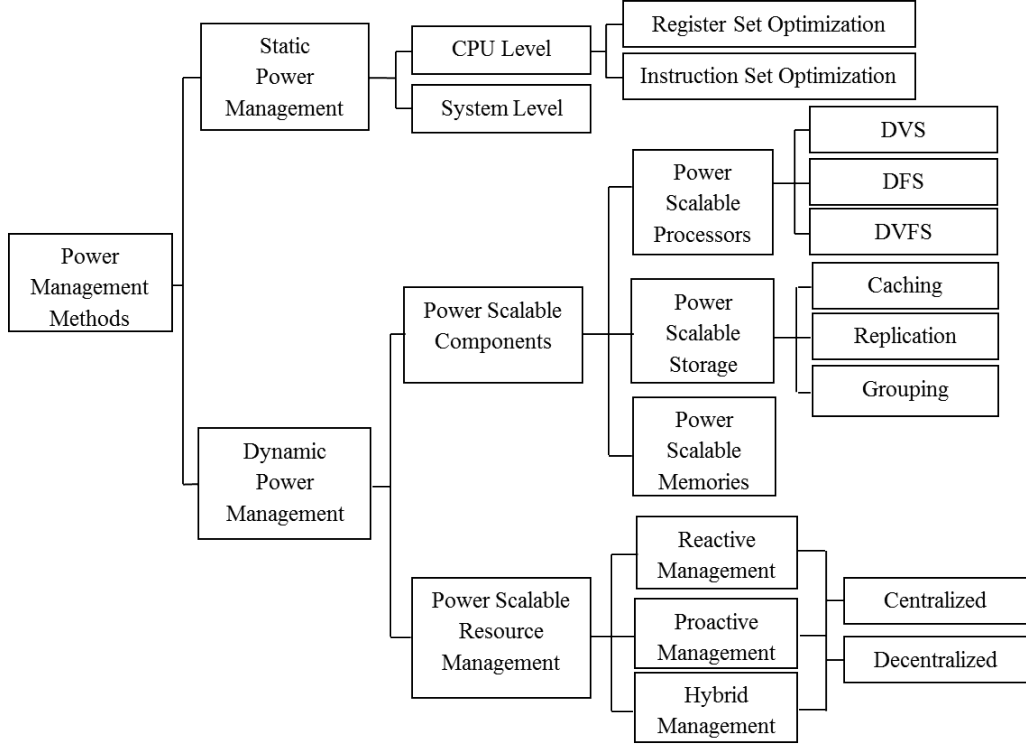 Power
Management
Methods
Static
Power
Management
CPU Level
System Level
Register Set Optimization
Instruction Set Optimization
Dynamic
Power
Management
Power Scalable
Components
Power
Scalable
Processors
DVS
DFS
DVFS
Power
Scalable
Storage
Caching
Replication
Grouping
Power
Scalable
Memories
Power Scalable
Resource
Management
Reactive
Management
Proactive
Management
Hybrid
Management
Centralized
Decentralized